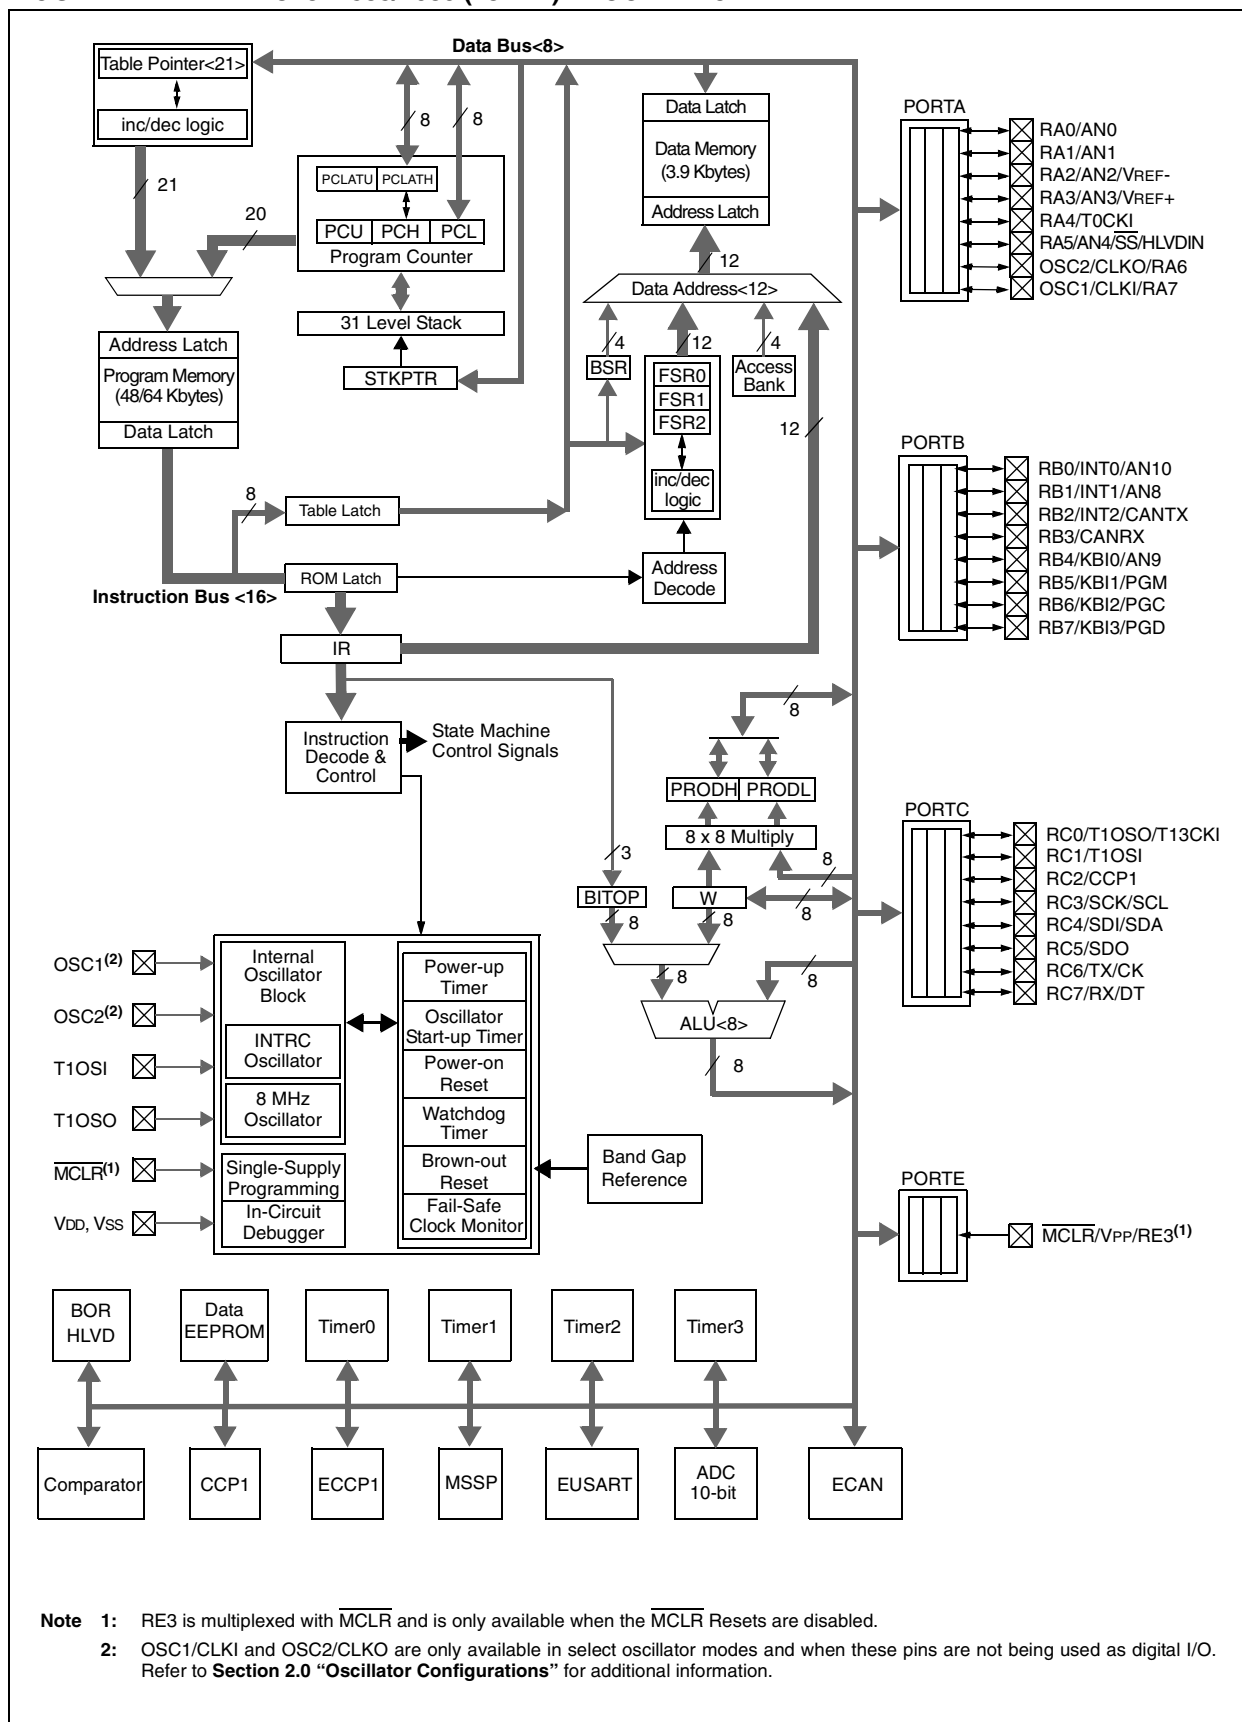 Data Bus<8>
Table Pointer<21>
inc/dec logic
21
20
8
8
PCLATU PCLATH
PCU PCH PCL
Program Counter
31 Level Stack
STKPTR
Data Latch
Data Memory
(3.9 Kbytes)
Address Latch
12
Data Address<12>
4
12
4
BSR
FSR0
FSR1
FSR2
inc/dec
logic
Access
Bank
12
Address Latch
Program Memory
(48/64 Kbytes)
Data Latch
8
Table Latch
ROM Latch
Instruction Bus <16>
Address
Decode
IR
Instruction
Decode &
Control
State Machine
Control Signals
8
PRODH PRODL
8 x 8 Multiply
3
8
BITOP
W
8
8
8
8
8
ALU<8>
8
PORTA
RA0/AN0
RA1/AN1
RA2/AN2/VREF-
RA3/AN3/VREF+
RA4/T0CKI
RA5/AN4/SS/HLVDIN
OSC2/CLKO/RA6
OSC1/CLKI/RA7
PORTB
RB0/INT0/AN10
RB1/INT1/AN8
RB2/INT2/CANTX
RB3/CANRX
RB4/KBI0/AN9
RB5/KBI1/PGM
RB6/KBI2/PGC
RB7/KBI3/PGD
PORTC
RC0/T1OSO/T13CKI
RC1/T1OSI
RC2/CCP1
RC3/SCK/SCL
RC4/SDI/SDA
RC5/SDO
RC6/TX/CK
RC7/RX/DT
PORTE
MCLR/VPP/RE3(1)
OSC1(2)
OSC2(2)
T1OSI
T1OSO
MCLR(1)
VDD, VSS
Internal
Oscillator
Block
INTRC
Oscillator
8 MHz
Oscillator
Single-Supply
Programming
In-Circuit
Debugger
Power-up
Timer
Oscillator
Start-up Timer
Power-on
Reset
Watchdog
Timer
Brown-out
Reset
Fail-Safe
Clock Monitor
Band Gap
Reference
BOR
HLVD
Data
EEPROM
Timer0
Timer1
Timer2
Timer3
Comparator
CCP1
ECCP1
MSSP
EUSART
ADC
10-bit
ECAN
Note 1: RE3 is multiplexed with MCLR and is only available when the MCLR Resets are disabled.
2: OSC1/CLKI and OSC2/CLKO are only available in select oscillator modes and when these pins are not being used as digital I/O.
Refer to Section 2.0 “Oscillator Configurations” for additional information.